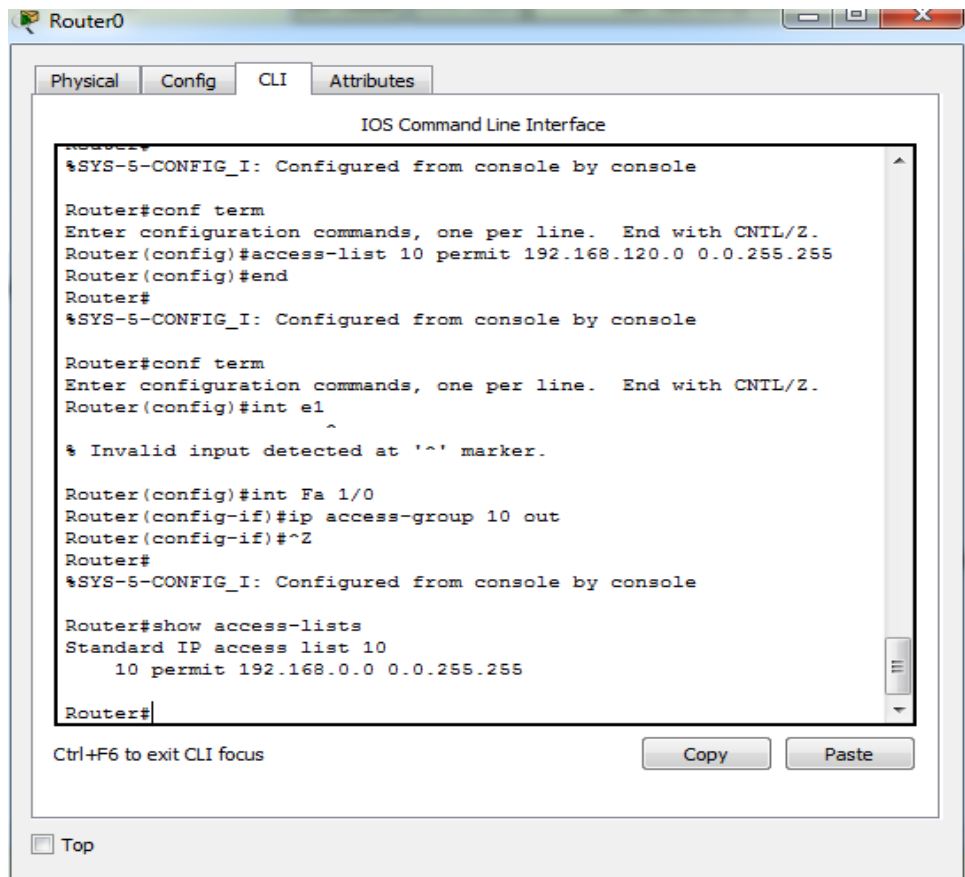 Router0
Physical Config CLI Attributes
IOS Command Line Interface
Router#
%SYS-5-CONFIG_I: Configured from console by console
Router#conf term
Enter configuration commands, one per line. End with CNTL/Z.
Router(config)#access-list 10 permit 192.168.120.0 0.0.255.255
Router(config)#end
Router#
%SYS-5-CONFIG_I: Configured from console by console
Router#conf term
Enter configuration commands, one per line. End with CNTL/Z.
Router(config)#int e1
^
% Invalid input detected at '^' marker.
Router(config)#int Fa 1/0
Router(config-if)#ip access-group 10 out
Router(config-if)#^Z
Router#
%SYS-5-CONFIG_I: Configured from console by console
Router#show access-lists
Standard IP access list 10
10 permit 192.168.0.0 0.0.255.255
Router#
Ctrl+F6 to exit CLI focus
Copy Paste
Top